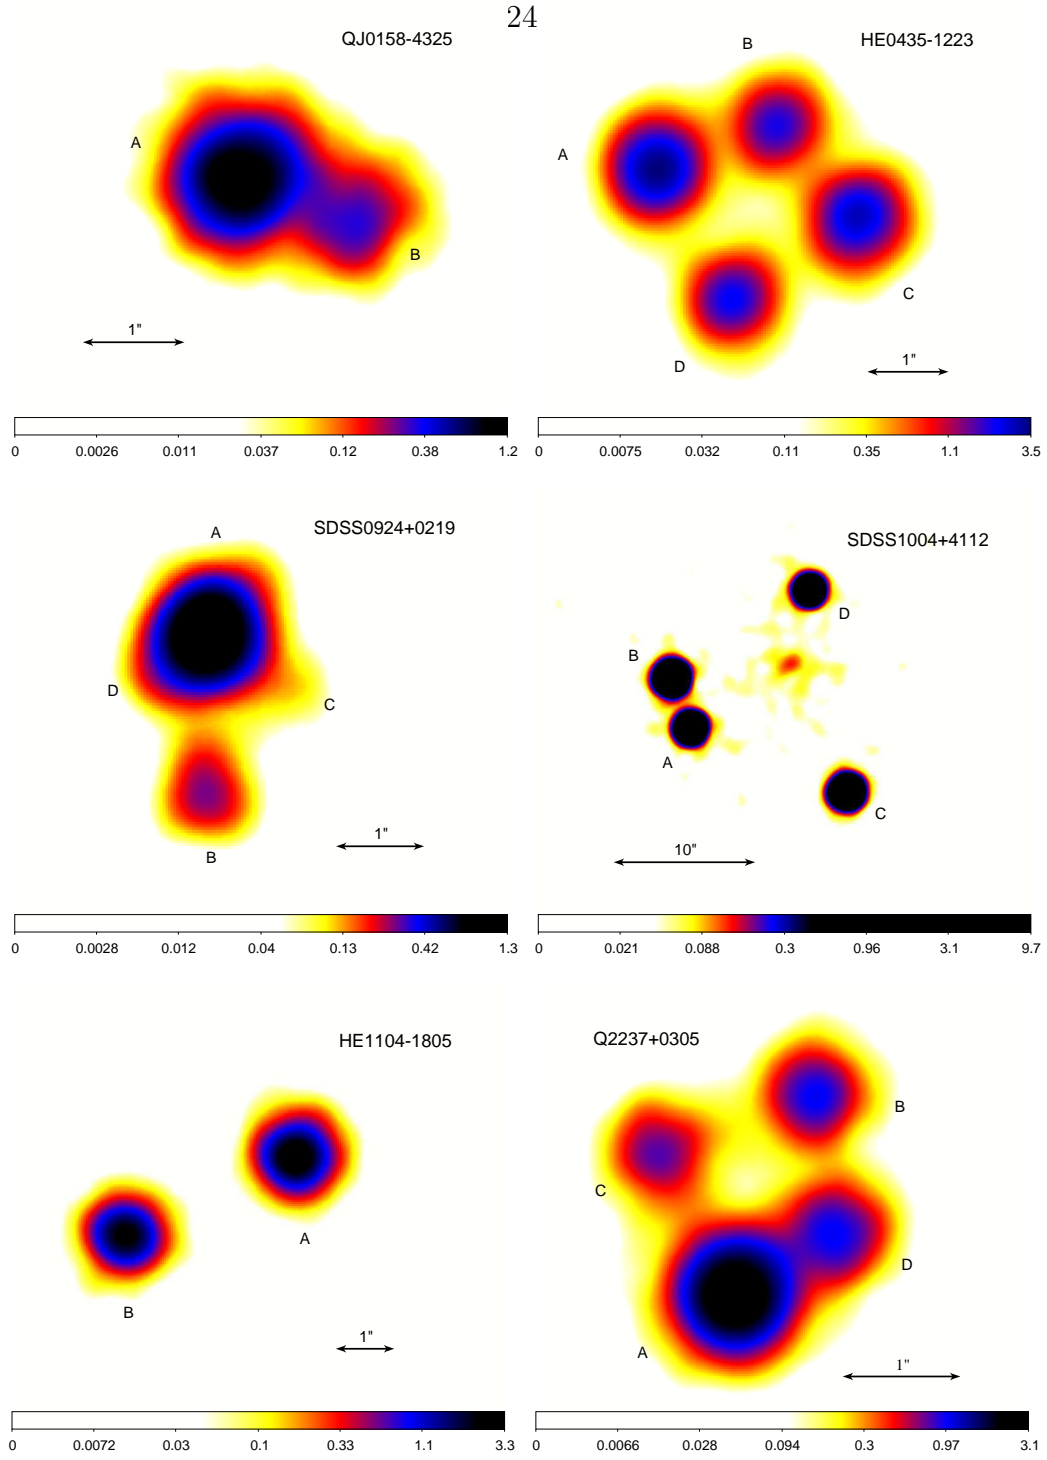 24
QJ0158-4325
A
B
1"
0 0.0026 0.011 0.037 0.12 0.38 1.2
HE0435-1223
B
A
C
D
1"
0 0.0075 0.032 0.11 0.35 1.1 3.5
SDSS0924+0219
A
D
C
B
1"
0 0.0028 0.012 0.04 0.13 0.42 1.3
SDSS1004+4112
D
B
A
C
10"
0 0.021 0.088 0.3 0.96 3.1 9.7
HE1104-1805
A
B
1"
0 0.0072 0.03 0.1 0.33 1.1 3.3
Q2237+0305
B
C
D
A
1"
0 0.0066 0.028 0.094 0.3 0.97 3.1